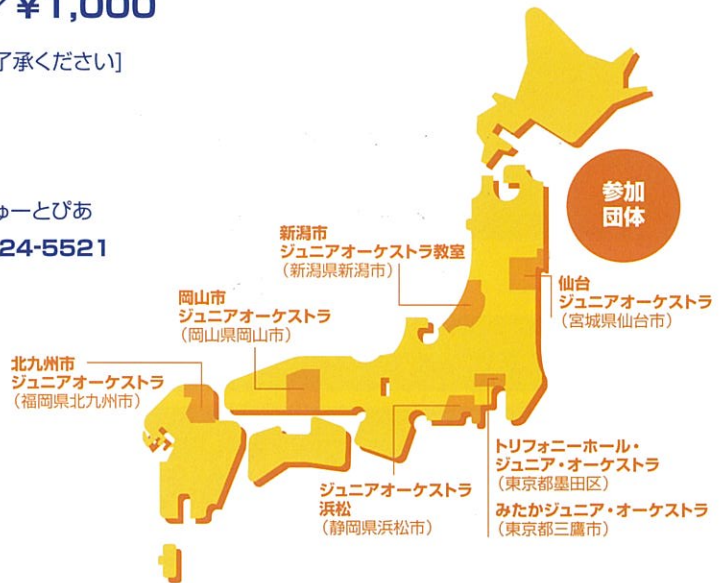 ¥1,000
了承ください]
ゅーとぴあ
24-5521
参加
団体
新潟市
ジュニアオーケストラ教室
（新潟県新潟市）
仙台
ジュニアオーケストラ
（宮城県仙台市）
岡山市
ジュニアオーケストラ
（岡山県岡山市）
北九州市
ジュニアオーケストラ
（福岡県北九州市）
トリフォニーホール・
ジュニア・オーケストラ
（東京都墨田区）
みたかジュニア・オーケストラ
（東京都三鷹市）
ジュニアオーケストラ
浜松
（静岡県浜松市）